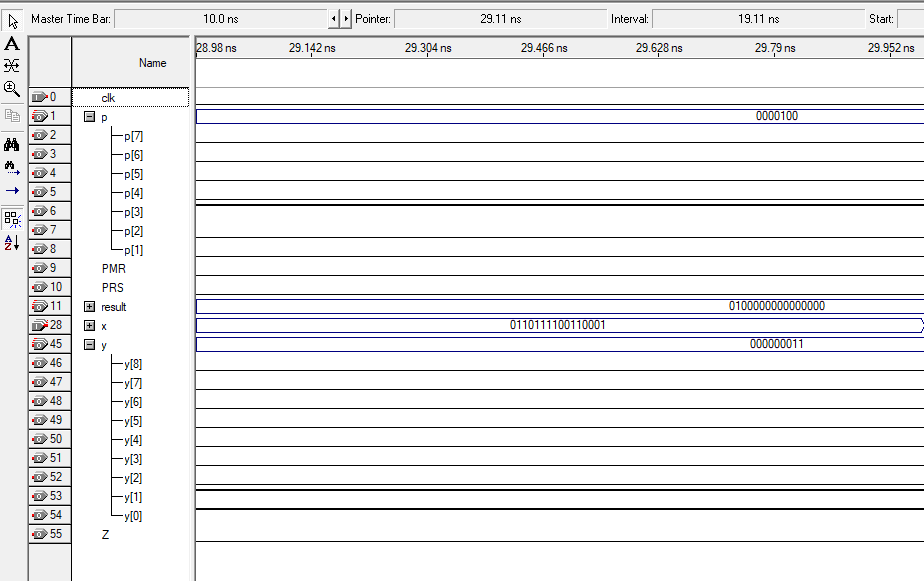 Master Time Bar: 10.0 ns Pointer: 29.11 ns Interval: 19.11 ns Start:
28.98 ns 29.142 ns 29.304 ns 29.466 ns 29.628 ns 29.79 ns 29.952 ns
Name
0 clk
1 p 0000100
2 p[7]
3 p[6]
4 p[5]
5 p[4]
6 p[3]
7 p[2]
8 p[1]
9 PMR
10 PRS
11 result 0100000000000000
28 x 0110111100110001
45 y 000000011
46 y[8]
47 y[7]
48 y[6]
49 y[5]
50 y[4]
51 y[3]
52 y[2]
53 y[1]
54 y[0]
55 Z